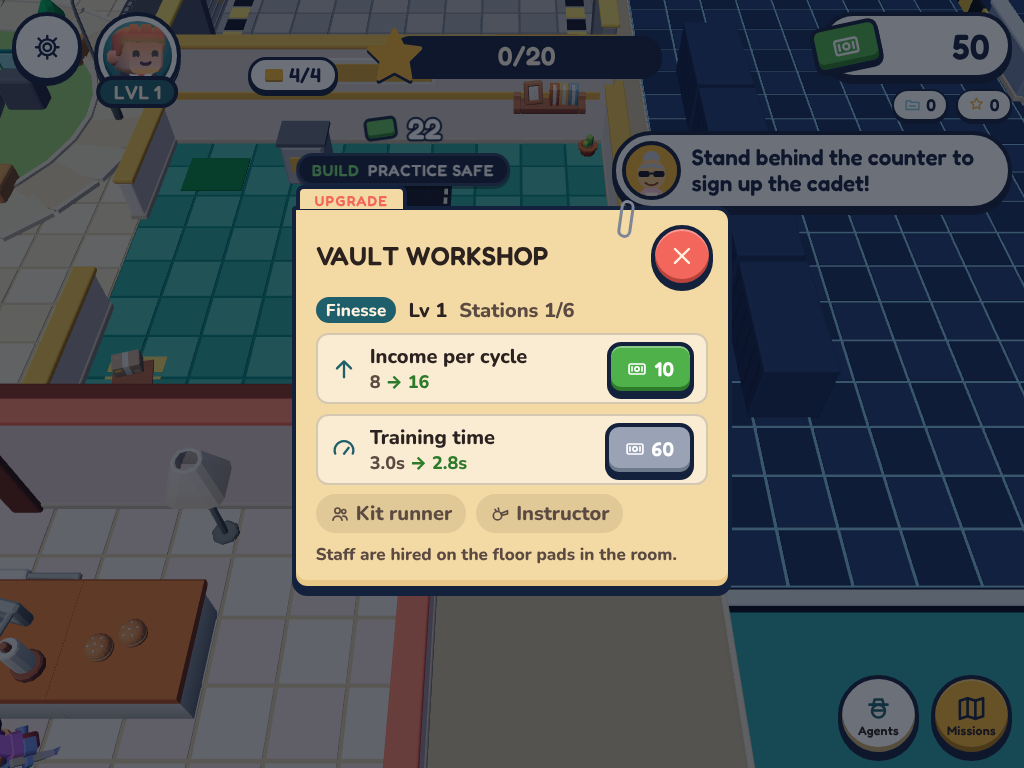 LVL 1
4/4
0/20
50
0
0
22
BUILD PRACTICE SAFE
Stand behind the counter to
sign up the cadet!
UPGRADE
VAULT WORKSHOP
Finesse Lv 1 Stations 1/6
Income per cycle
8 → 16
10
Training time
3.0s → 2.8s
60
Kit runner
Instructor
Staff are hired on the floor pads in the room.
Agents
Missions